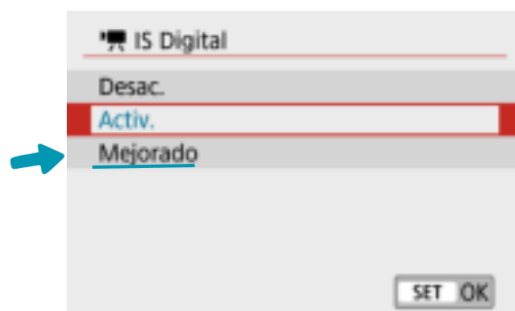 IS Digital
Desac.
Activ.
Mejorado
SET OK